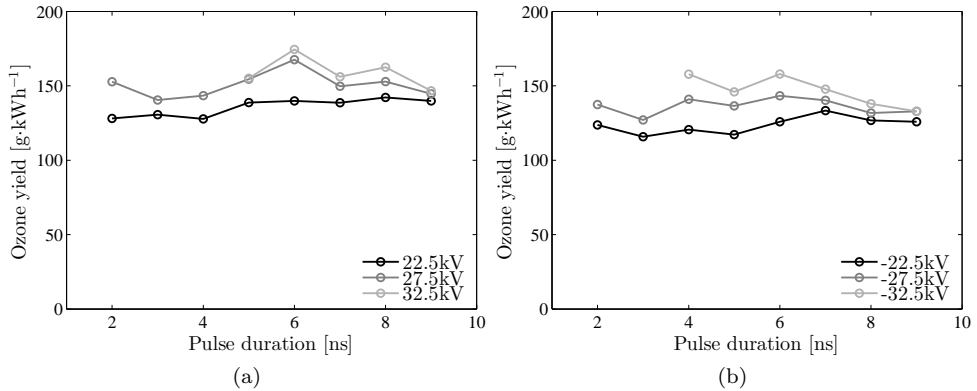 200
150
100
50
0
Ozone yield [g·kWh⁻¹]
22.5kV
27.5kV
32.5kV
2 4 6 8 10
Pulse duration [ns]
(a)
200
150
100
50
0
Ozone yield [g·kWh⁻¹]
-22.5kV
-27.5kV
-32.5kV
2 4 6 8 10
Pulse duration [ns]
(b)